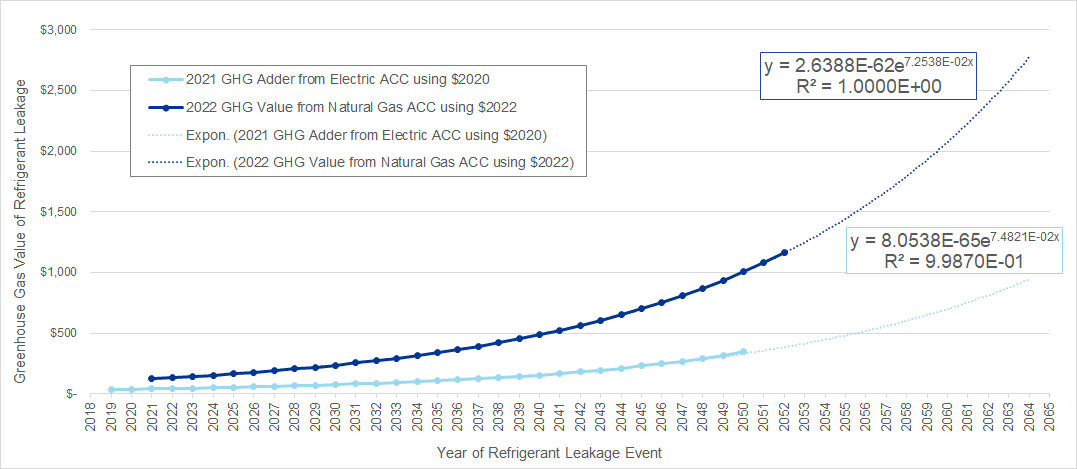 $3,000
$2,500
$2,000
$1,500
$1,000
$500
$-
Greenhouse Gas Value of Refrigerant Leakage
2021 GHG Adder from Electric ACC using $2020
2022 GHG Value from Natural Gas ACC using $2022
Expon. (2021 GHG Adder from Electric ACC using $2020)
Expon. (2022 GHG Value from Natural Gas ACC using $2022)
y = 2.6388E-62e^7.2538E-02x
R² = 1.0000E+00
y = 8.0538E-65e^7.4821E-02x
R² = 9.9870E-01
2018 2019 2020 2021 2022 2023 2024 2025 2026 2027 2028 2029 2030 2031 2032 2033 2034 2035 2036 2037 2038 2039 2040 2041 2042 2043 2044 2045 2046 2047 2048 2049 2050 2051 2052 2053 2054 2055 2056 2057 2058 2059 2060 2061 2062 2063 2064 2065
Year of Refrigerant Leakage Event